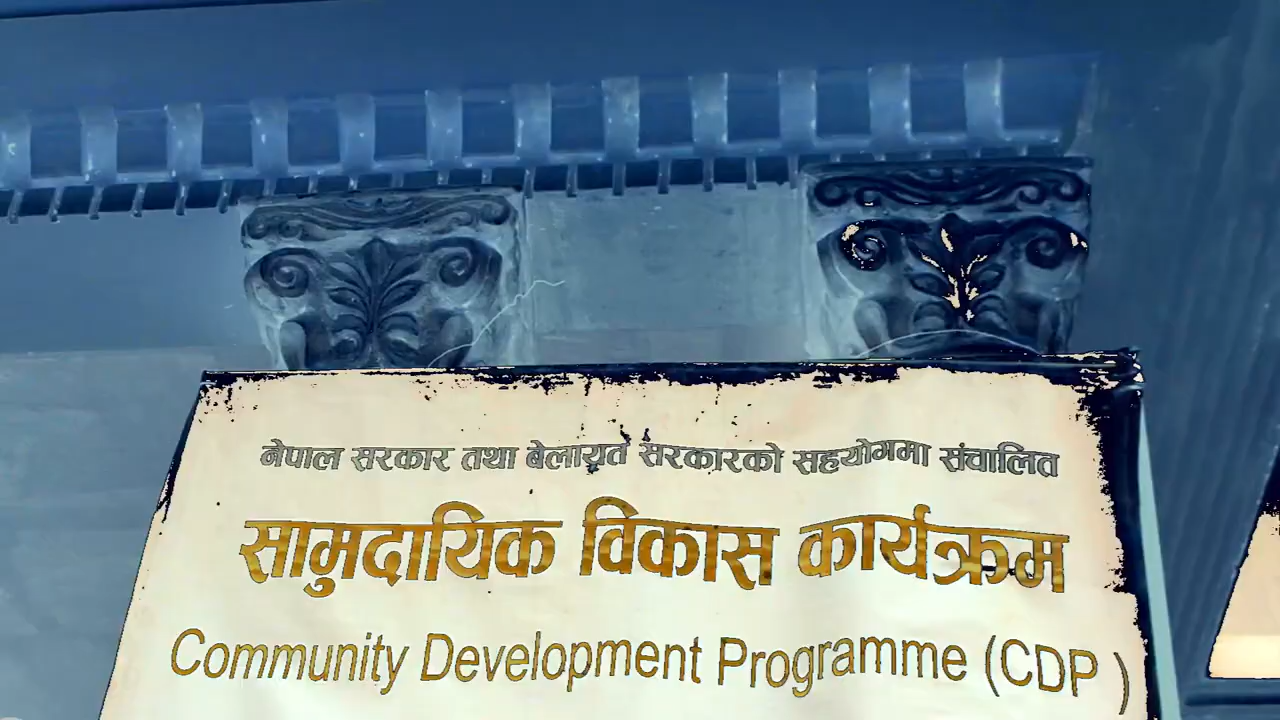 नेपाल सरकार तथा बेलायत सरकारको सहयोगमा संचालित
सामुदायिक विकास कार्यक्रम
Community Development Programme (CDP )